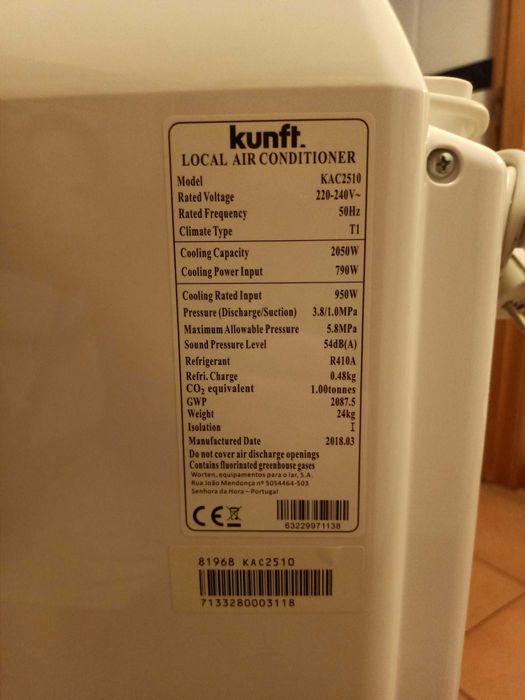 kunft.
LOCAL AIR CONDITIONER
Model KAC2510
Rated Voltage 220-240V~
Rated Frequency 50Hz
Climate Type T1
Cooling Capacity 2050W
Cooling Power Input 790W
Cooling Rated Input 950W
Pressure (Discharge/Suction) 3.8/1.0MPa
Maximum Allowable Pressure 5.8MPa
Sound Pressure Level 54dB(A)
Refrigerant R410A
Refri. Charge 0.48kg
CO₂ equivalent 1.00tonnes
GWP 2087.5
Weight 24kg
Isolation I
Manufactured Date 2018.03
Do not cover air discharge openings
Contains fluorinated greenhouse gases
Worten, equipamentos para o lar, S.A.
Rua João Mendonça nº 5054464-503
Senhora da Hora – Portugal
CE
63229971138
81968 KAC2510
7133280003118